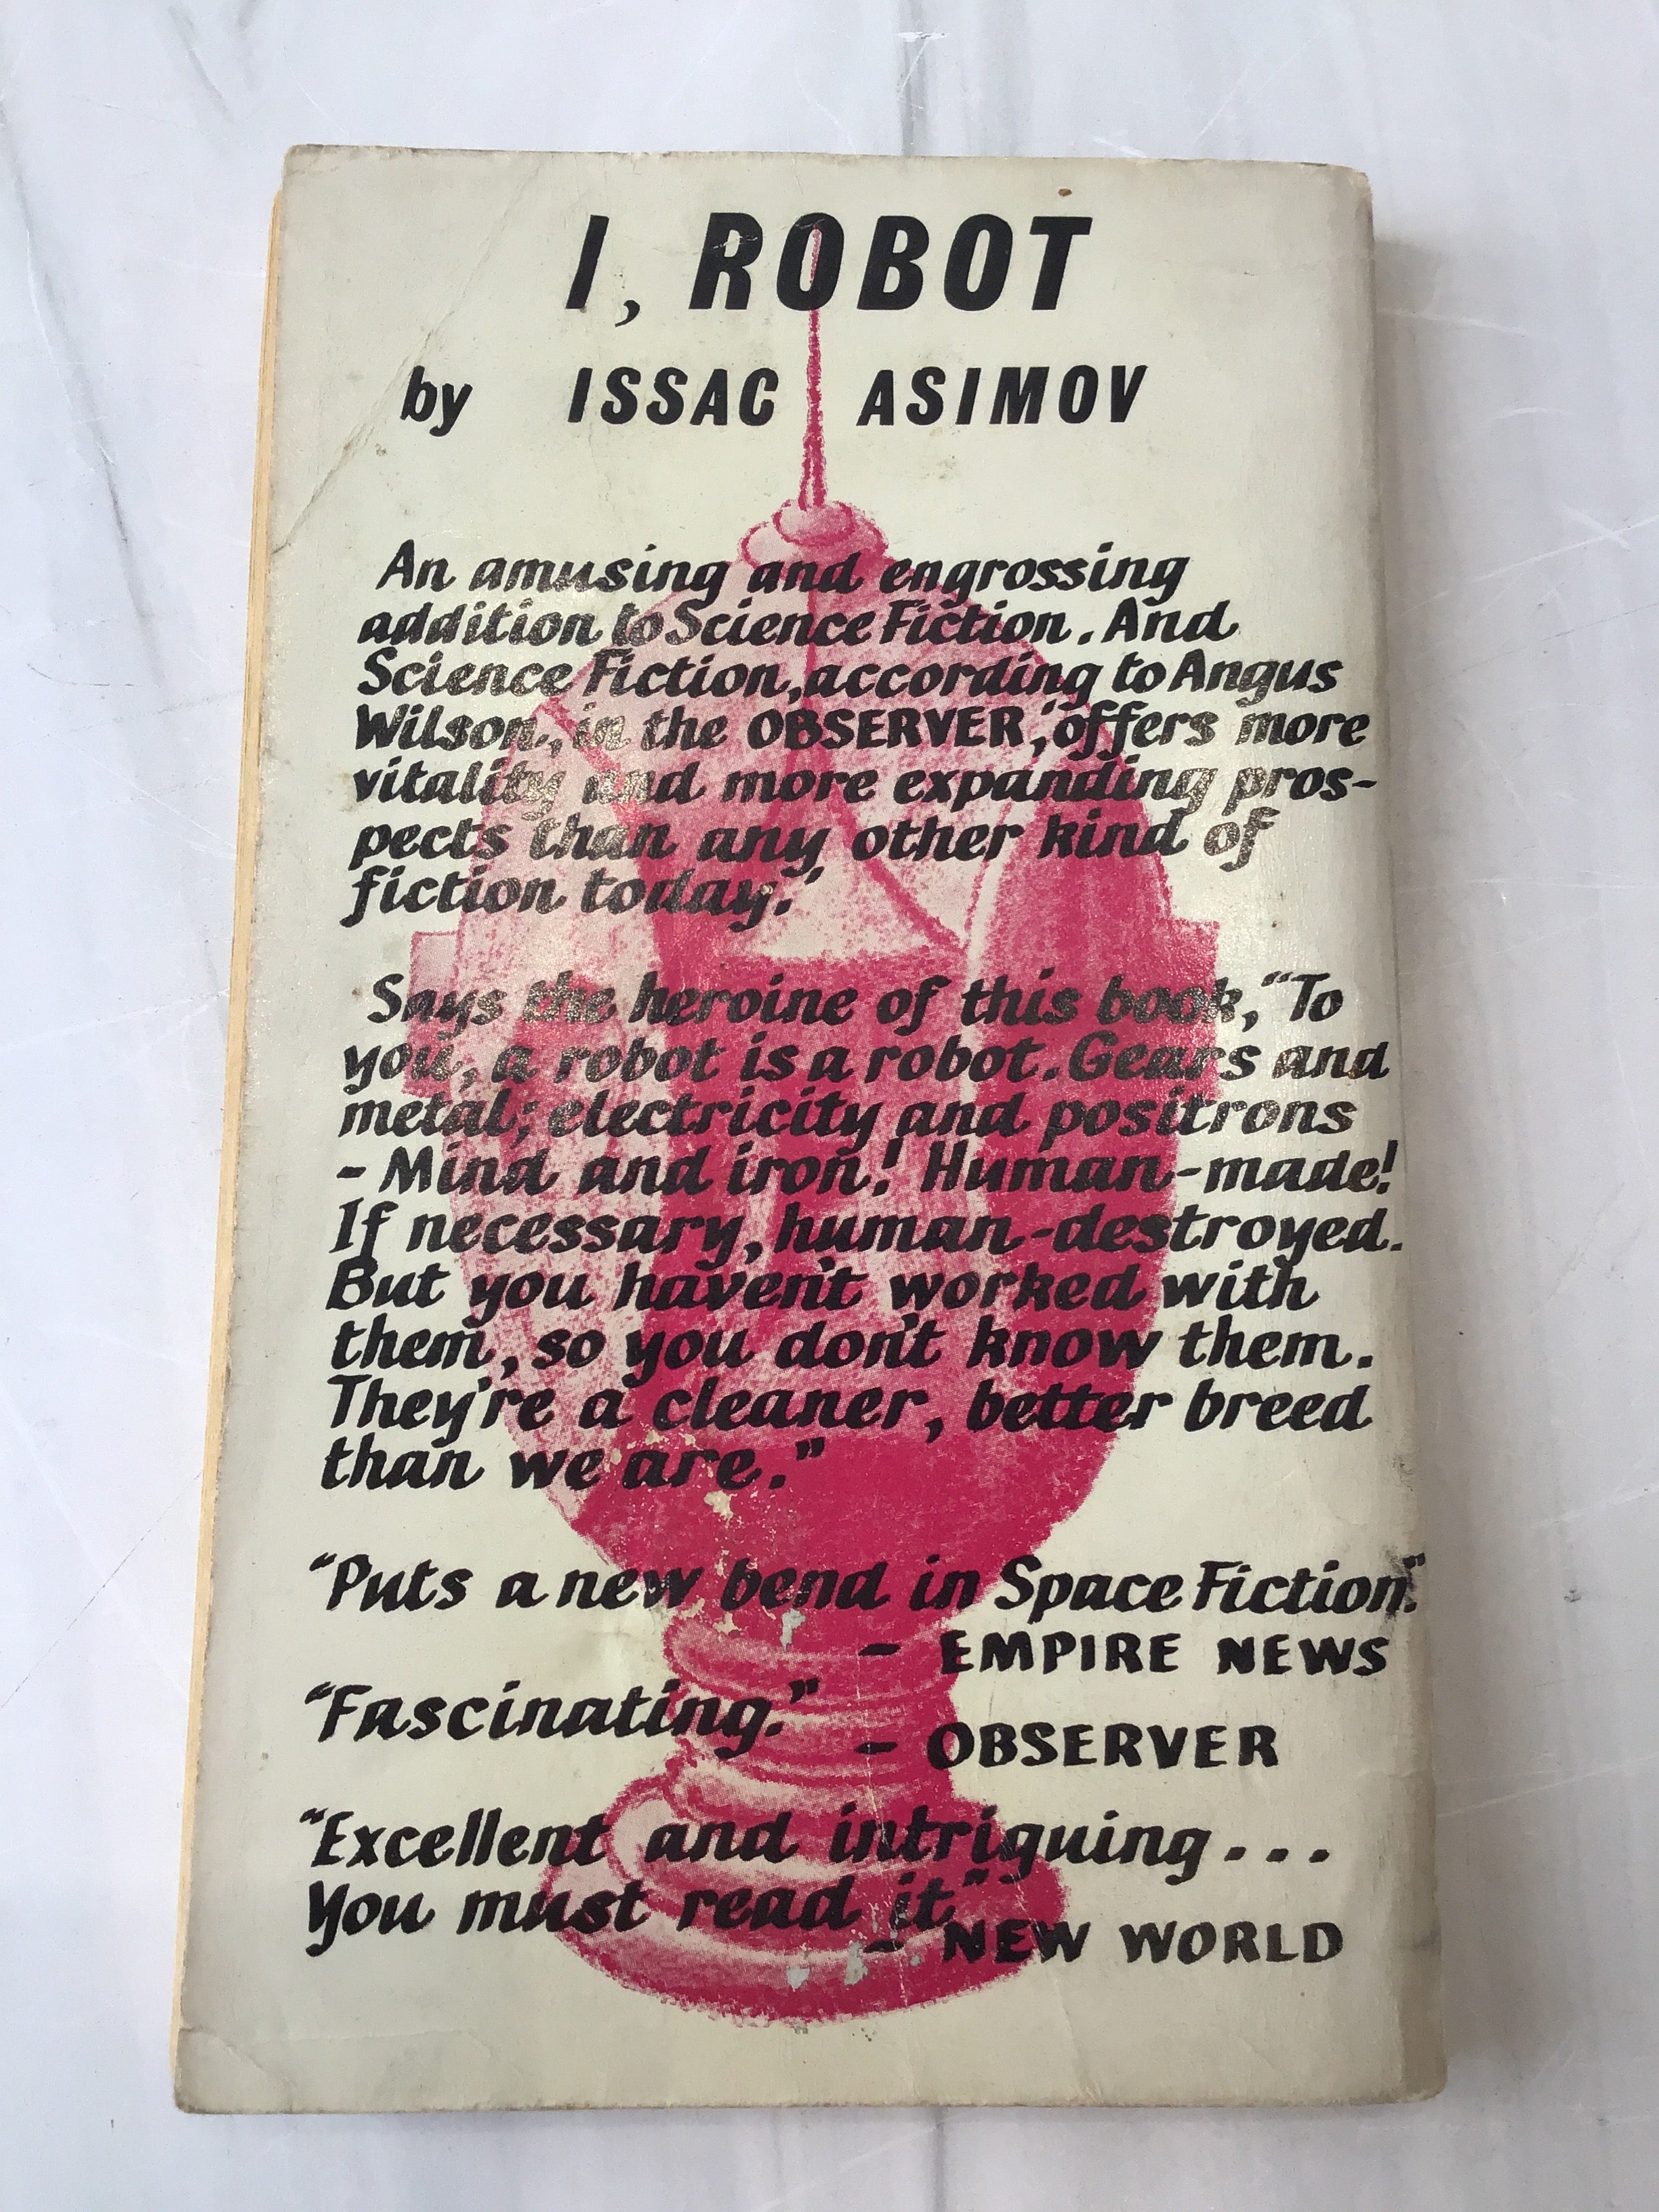 I, ROBOT
by ISSAC ASIMOV
An amusing and engrossing
addition to Science Fiction. And
Science Fiction, according to Angus
Wilson, in the OBSERVER, 'offers more
vitality and more expanding pros-
pects than any other kind of
fiction today.'
Says the heroine of this book, "To
you, a robot is a robot. Gears and
metal; electricity and positrons
- Mind and iron! Human-made!
If necessary, human-destroyed.
But you haven't worked with
them, so you don't know them.
They're a cleaner, better breed
than we are."
"Puts a new bend in Space Fiction."
- EMPIRE NEWS
"Fascinating."
- OBSERVER
"Excellent and intriguing...
You must read it"
- NEW WORLD